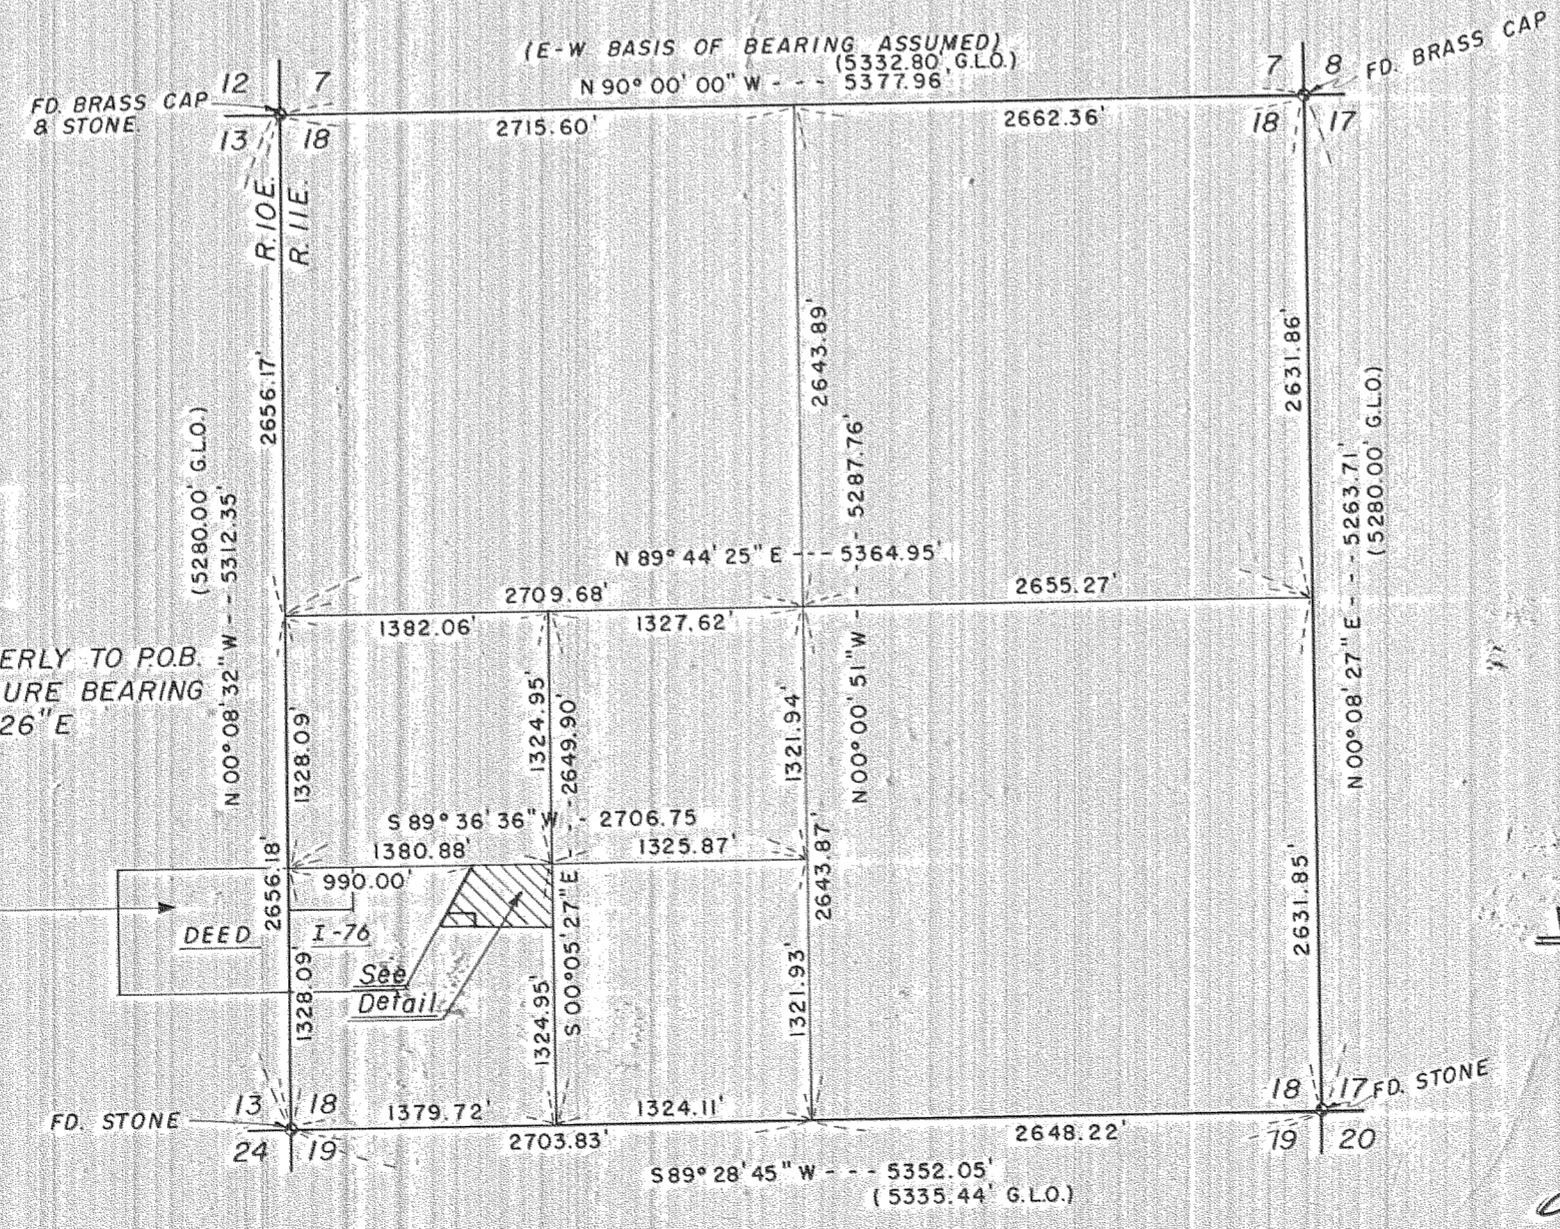 (E-W BASIS OF BEARING ASSUMED)
(5332.80' G.L.O.)
N 90° 00' 00" W - - - 5377.96'
12
7
FD. BRASS CAP
& STONE.
13
18
7
8
FD. BRASS CAP
18
17
2715.60'
2662.36'
R.10E.
R.11E.
2656.17'
2643.89'
2631.86'
(5280.00' G.L.O.)
N 00° 08' 32" W - - 5312.35'
N 00° 00' 51" W - - - 5287.76'
N 00° 08' 27" E - - - 5263.71'
(5280.00' G.L.O.)
N 89° 44' 25" E - - - 5364.95'
2709.68'
2655.27'
1382.06'
1327.62'
ERLY TO P.O.B.
URE BEARING
26" E
1328.09'
1324.95'
2649.90'
1321.94'
S 89° 36' 36" W - - 2706.75
1380.88'
1325.87'
2656.18'
990.00'
S 00° 05' 27" E
2643.87'
2631.85'
DEED
I-76
See
Detail
1328.09'
1324.95'
1321.93'
13
18
FD. STONE
24
19
1379.72'
1324.11'
2703.83'
2648.22'
18
17
FD. STONE
19
20
S 89° 28' 45" W - - - 5352.05'
(5335.44' G.L.O.)